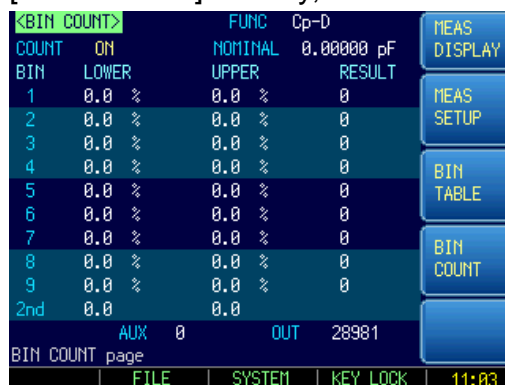 <BIN COUNT> FUNC Cp-D
COUNT ON NOMINAL 0.00000 pF
BIN LOWER UPPER RESULT
1 0.0 % 0.0 % 0
2 0.0 % 0.0 % 0
3 0.0 % 0.0 % 0
4 0.0 % 0.0 % 0
5 0.0 % 0.0 % 0
6 0.0 % 0.0 % 0
7 0.0 % 0.0 % 0
8 0.0 % 0.0 % 0
9 0.0 % 0.0 % 0
2nd 0.0 0.0
AUX 0 OUT 28981
BIN COUNT page
MEAS
DISPLAY
MEAS
SETUP
BIN
TABLE
BIN
COUNT
FILE | SYSTEM | KEY LOCK | 11:03